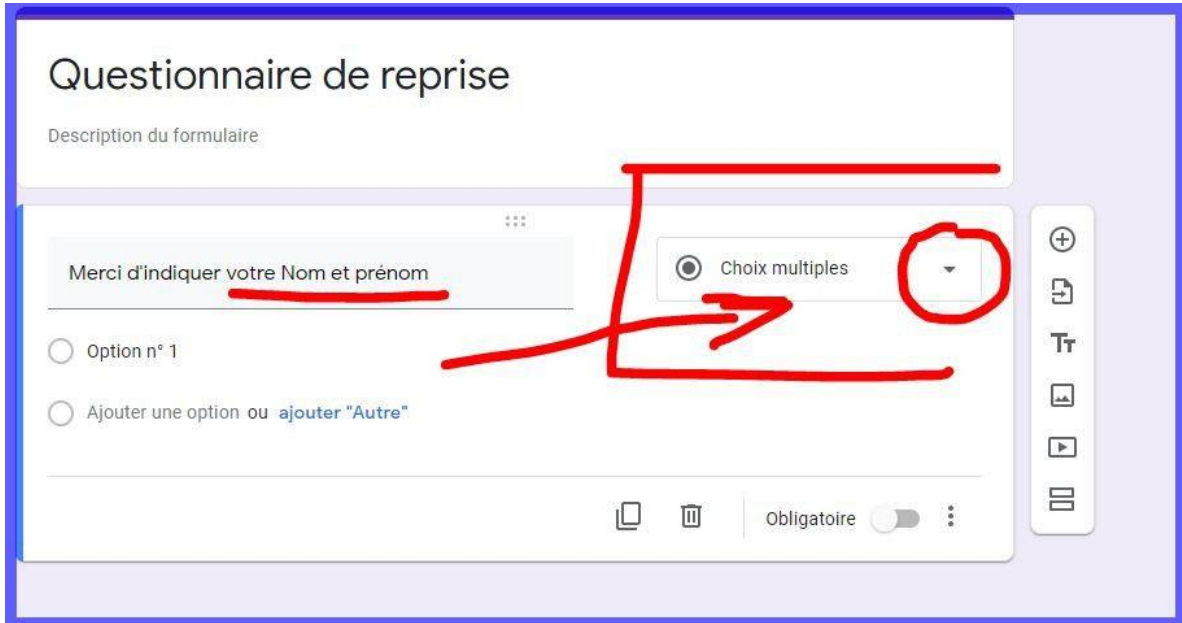 Questionnaire de reprise
Description du formulaire
Merci d'indiquer votre Nom et prénom
Choix multiples
Option n° 1
Ajouter une option ou ajouter "Autre"
Obligatoire